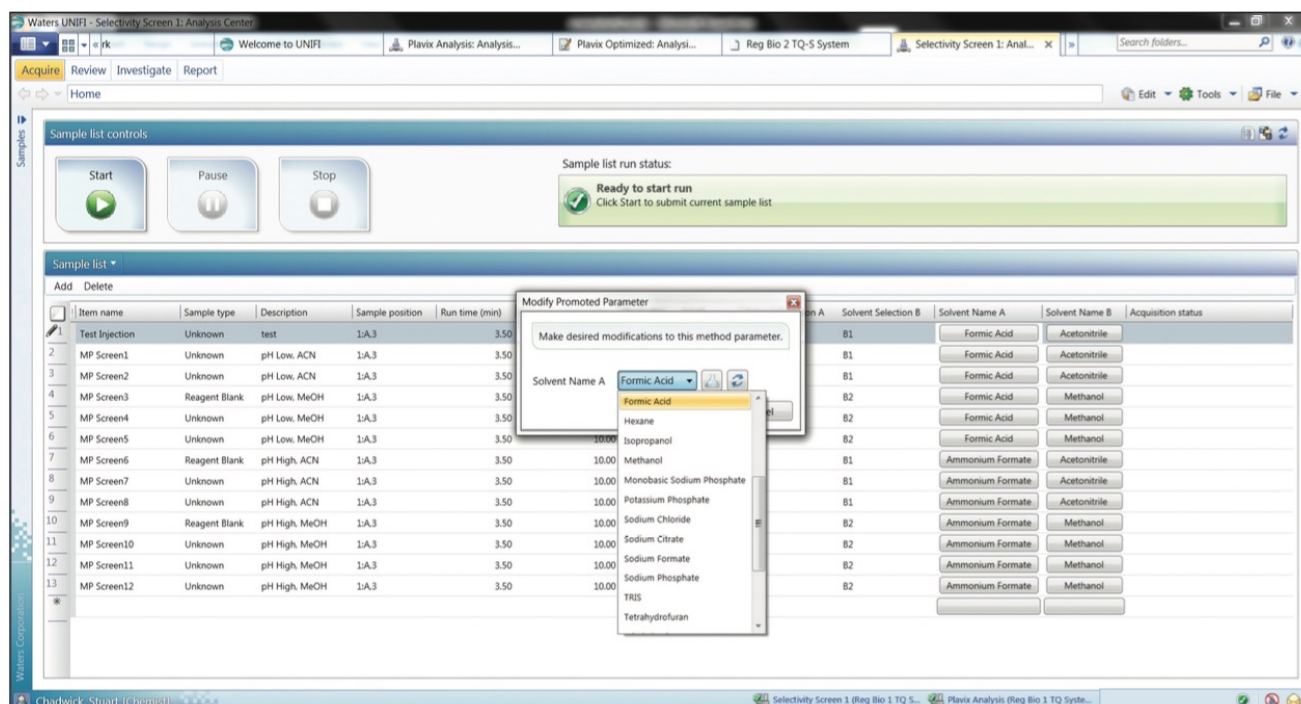 Waters UNIFI - Selectivity Screen 1: Analysis Center
rk Welcome to UNIFI Plavix Analysis: Analysis... Plavix Optimized: Analysi... Reg Bio 2 TQ-S System Selectivity Screen 1: Anal... Search folders...
Acquire Review Investigate Report
Home Edit Tools File
Samples
Sample list controls
Start Pause Stop
Sample list run status:
Ready to start run
Click Start to submit current sample list
Sample list
Add Delete
Item name Sample type Description Sample position Run time (min) on A Solvent Selection B Solvent Name A Solvent Name B Acquisition status
1 Test Injection Unknown test 1:A.3 3.50 B1 Formic Acid Acetonitrile
2 MP Screen1 Unknown pH Low, ACN 1:A.3 3.50 B1 Formic Acid Acetonitrile
3 MP Screen2 Unknown pH Low, ACN 1:A.3 3.50 B1 Formic Acid Acetonitrile
4 MP Screen3 Reagent Blank pH Low, MeOH 1:A.3 3.50 B2 Formic Acid Methanol
5 MP Screen4 Unknown pH Low, MeOH 1:A.3 3.50 B2 Formic Acid Methanol
6 MP Screen5 Unknown pH Low, MeOH 1:A.3 3.50 10.00 B2 Formic Acid Methanol
7 MP Screen6 Reagent Blank pH High, ACN 1:A.3 3.50 10.00 B1 Ammonium Formate Acetonitrile
8 MP Screen7 Unknown pH High, ACN 1:A.3 3.50 10.00 B1 Ammonium Formate Acetonitrile
9 MP Screen8 Unknown pH High, ACN 1:A.3 3.50 10.00 B1 Ammonium Formate Acetonitrile
10 MP Screen9 Reagent Blank pH High, MeOH 1:A.3 3.50 10.00 B2 Ammonium Formate Methanol
11 MP Screen10 Unknown pH High, MeOH 1:A.3 3.50 10.00 B2 Ammonium Formate Methanol
12 MP Screen11 Unknown pH High, MeOH 1:A.3 3.50 10.00 B2 Ammonium Formate Methanol
13 MP Screen12 Unknown pH High, MeOH 1:A.3 3.50 10.00 B2 Ammonium Formate Methanol
Modify Promoted Parameter
Make desired modifications to this method parameter.
Solvent Name A Formic Acid
el
Formic Acid
Hexane
Isopropanol
Methanol
Monobasic Sodium Phosphate
Potassium Phosphate
Sodium Chloride
Sodium Citrate
Sodium Formate
Sodium Phosphate
TRIS
Tetrahydrofuran
Waters Corporation
Chadwick, Stuart (Chemist) Selectivity Screen 1 (Reg Bio 1 TQ S... Plavix Analysis (Reg Bio 1 TQ Syste...